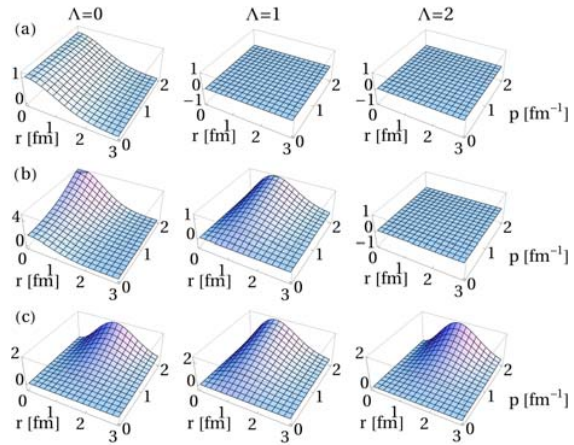 Λ=0 Λ=1 Λ=2
(a)
1 0 0 1 2 3 0 1 2 r [fm]
1 0 −1 0 1 2 3 0 1 2 r [fm]
1 0 −1 0 1 2 3 0 1 2 r [fm] p [fm⁻¹]
(b)
4 0 0 1 2 3 0 1 2 r [fm]
1 0 0 1 2 3 0 1 2 r [fm]
1 0 −1 0 1 2 3 0 1 2 r [fm] p [fm⁻¹]
(c)
2 0 0 1 2 3 0 1 2 r [fm]
2 0 0 1 2 3 0 1 2 r [fm]
2 0 0 1 2 3 0 1 2 r [fm] p [fm⁻¹]